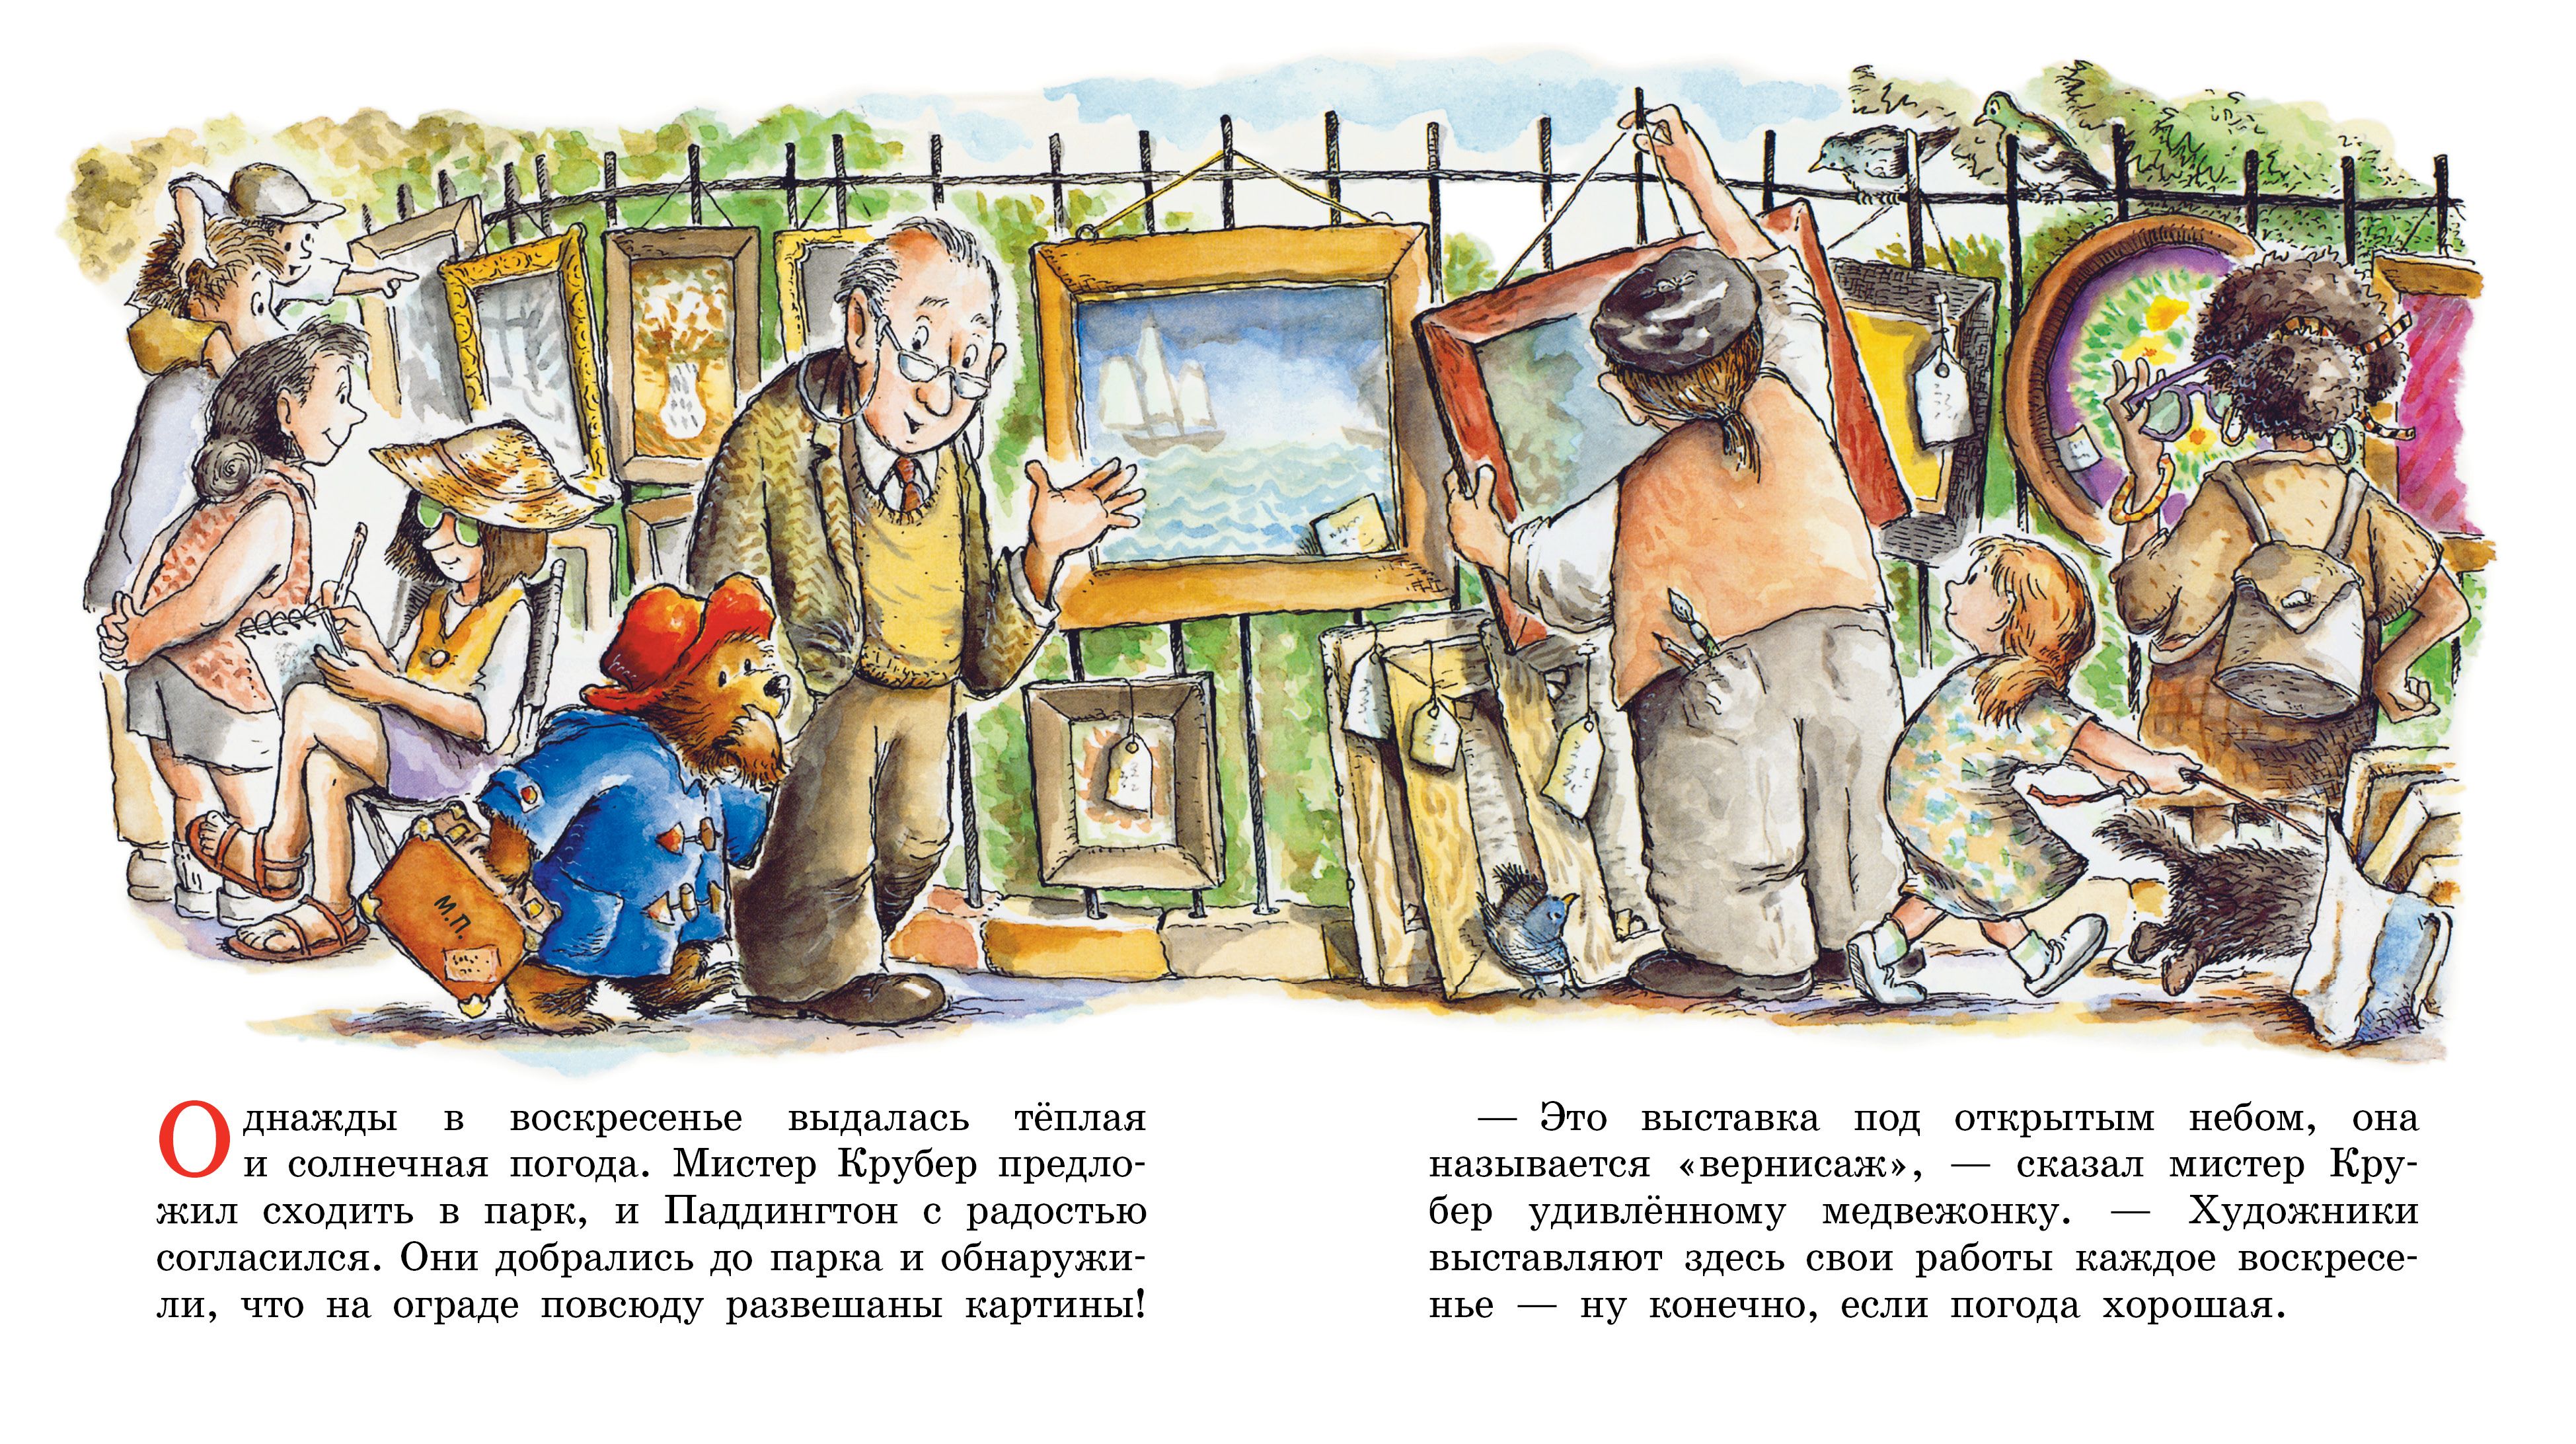 М.П.
Однажды в воскресенье выдалась тёплая
и солнечная погода. Мистер Крубер предло-
жил сходить в парк, и Паддингтон с радостью
согласился. Они добрались до парка и обнаружи-
ли, что на ограде повсюду развешаны картины!
— Это выставка под открытым небом, она
называется «вернисаж», — сказал мистер Кру-
бер удивлённому медвежонку. — Художники
выставляют здесь свои работы каждое воскресе-
нье — ну конечно, если погода хорошая.